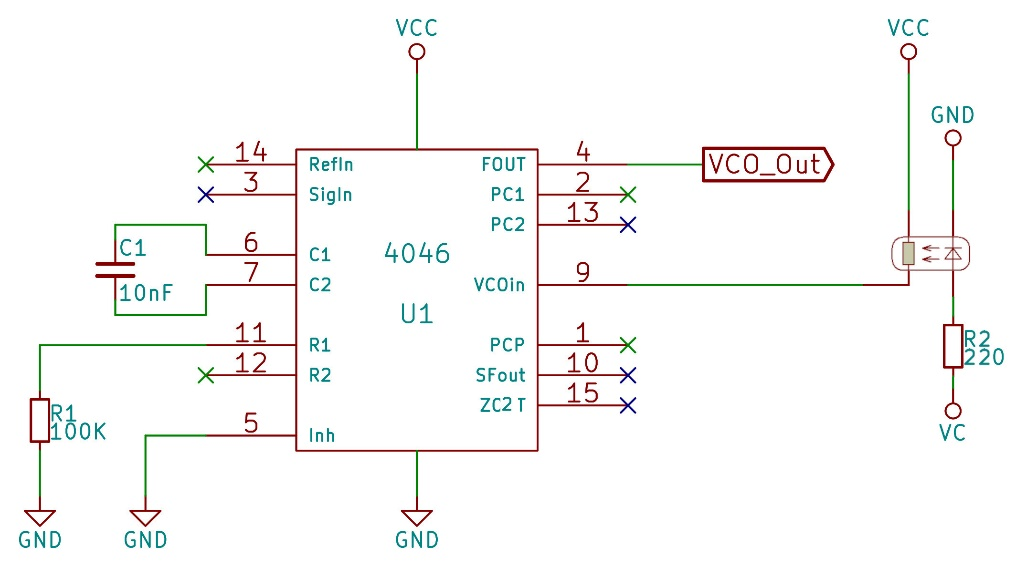 VCC
VCC
GND
14
RefIn
3
SigIn
6
C1
7
C2
11
R1
12
R2
5
Inh
4046
U1
FOUT
4
PC1
2
PC2
13
VCOin
9
PCP
1
SFout
10
ZC2 T
15
VCO_Out
C1
10nF
R1
100K
R2
220
VC
GND
GND
GND